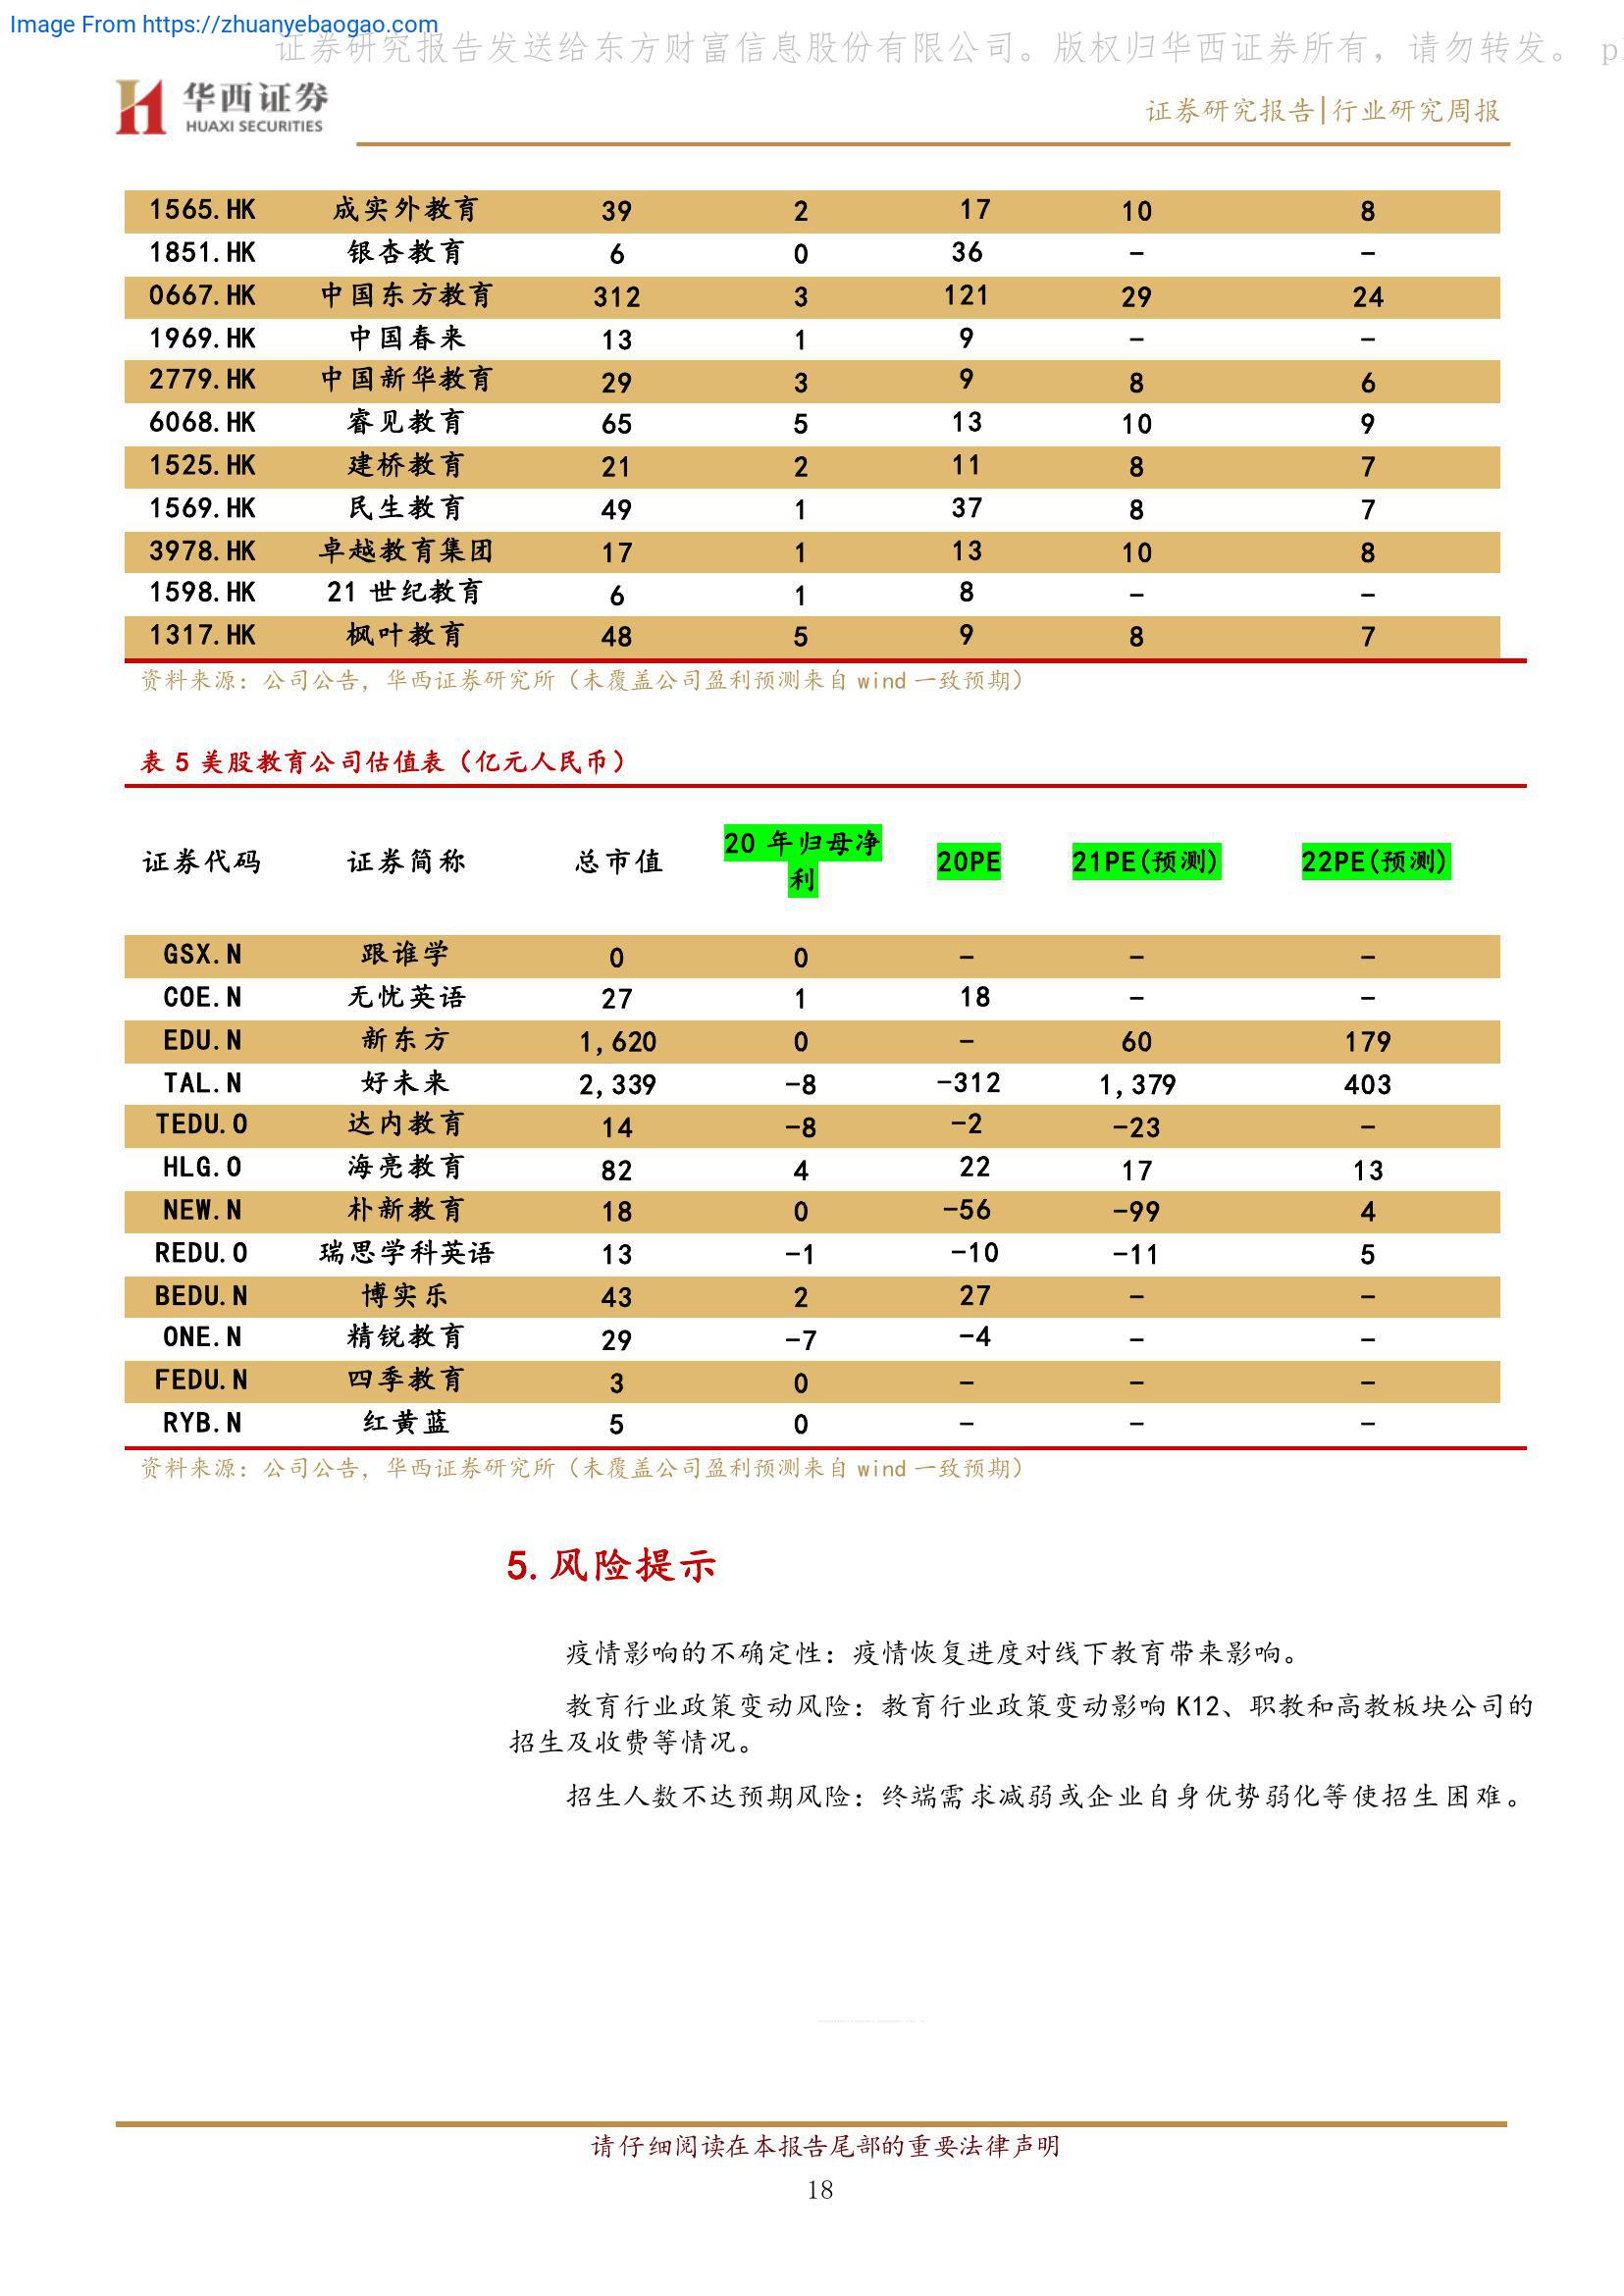 Image From https://zhuanyebaogao.com
证券研究报告发送给东方财富信息股份有限公司。版权归华西证券所有，请勿转发。 p
华西证券
HUAXI SECURITIES
证券研究报告|行业研究周报
1565.HK 成实外教育 39 2 17 10 8
1851.HK 银杏教育 6 0 36 - -
0667.HK 中国东方教育 312 3 121 29 24
1969.HK 中国春来 13 1 9 - -
2779.HK 中国新华教育 29 3 9 8 6
6068.HK 睿见教育 65 5 13 10 9
1525.HK 建桥教育 21 2 11 8 7
1569.HK 民生教育 49 1 37 8 7
3978.HK 卓越教育集团 17 1 13 10 8
1598.HK 21 世纪教育 6 1 8 - -
1317.HK 枫叶教育 48 5 9 8 7
资料来源：公司公告，华西证券研究所（未覆盖公司盈利预测来自 wind 一致预期）
表 5 美股教育公司估值表（亿元人民币）
证券代码 证券简称 总市值 20 年归母净利 20PE 21PE(预测) 22PE(预测)
GSX.N 跟谁学 0 0 - - -
COE.N 无忧英语 27 1 18 - -
EDU.N 新东方 1,620 0 - 60 179
TAL.N 好未来 2,339 -8 -312 1,379 403
TEDU.O 达内教育 14 -8 -2 -23 -
HLG.O 海亮教育 82 4 22 17 13
NEW.N 朴新教育 18 0 -56 -99 4
REDU.O 瑞思学科英语 13 -1 -10 -11 5
BEDU.N 博实乐 43 2 27 - -
ONE.N 精锐教育 29 -7 -4 - -
FEDU.N 四季教育 3 0 - - -
RYB.N 红黄蓝 5 0 - - -
资料来源：公司公告，华西证券研究所（未覆盖公司盈利预测来自 wind 一致预期）
5.风险提示
疫情影响的不确定性：疫情恢复进度对线下教育带来影响。
教育行业政策变动风险：教育行业政策变动影响 K12、职教和高教板块公司的
招生及收费等情况。
招生人数不达预期风险：终端需求减弱或企业自身优势弱化等使招生困难。
请仔细阅读在本报告尾部的重要法律声明
18